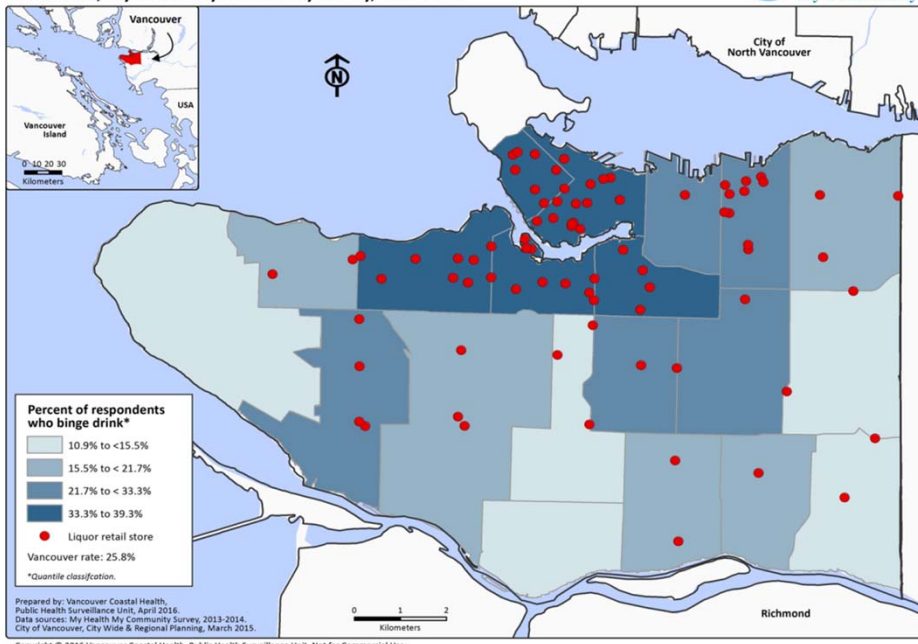 Vancouver
USA
Vancouver
Island
0 10 20 30
Kilometers
N
City of
North Vancouver
Percent of respondents
who binge drink*
10.9% to <15.5%
15.5% to < 21.7%
21.7% to < 33.3%
33.3% to 39.3%
Liquor retail store
Vancouver rate: 25.8%
*Quantile classifcation.
Prepared by: Vancouver Coastal Health,
Public Health Surveillance Unit, April 2016.
Data sources: My Health My Community Survey, 2013-2014.
City of Vancouver, City Wide & Regional Planning, March 2015.
0 1 2
Kilometers
Richmond